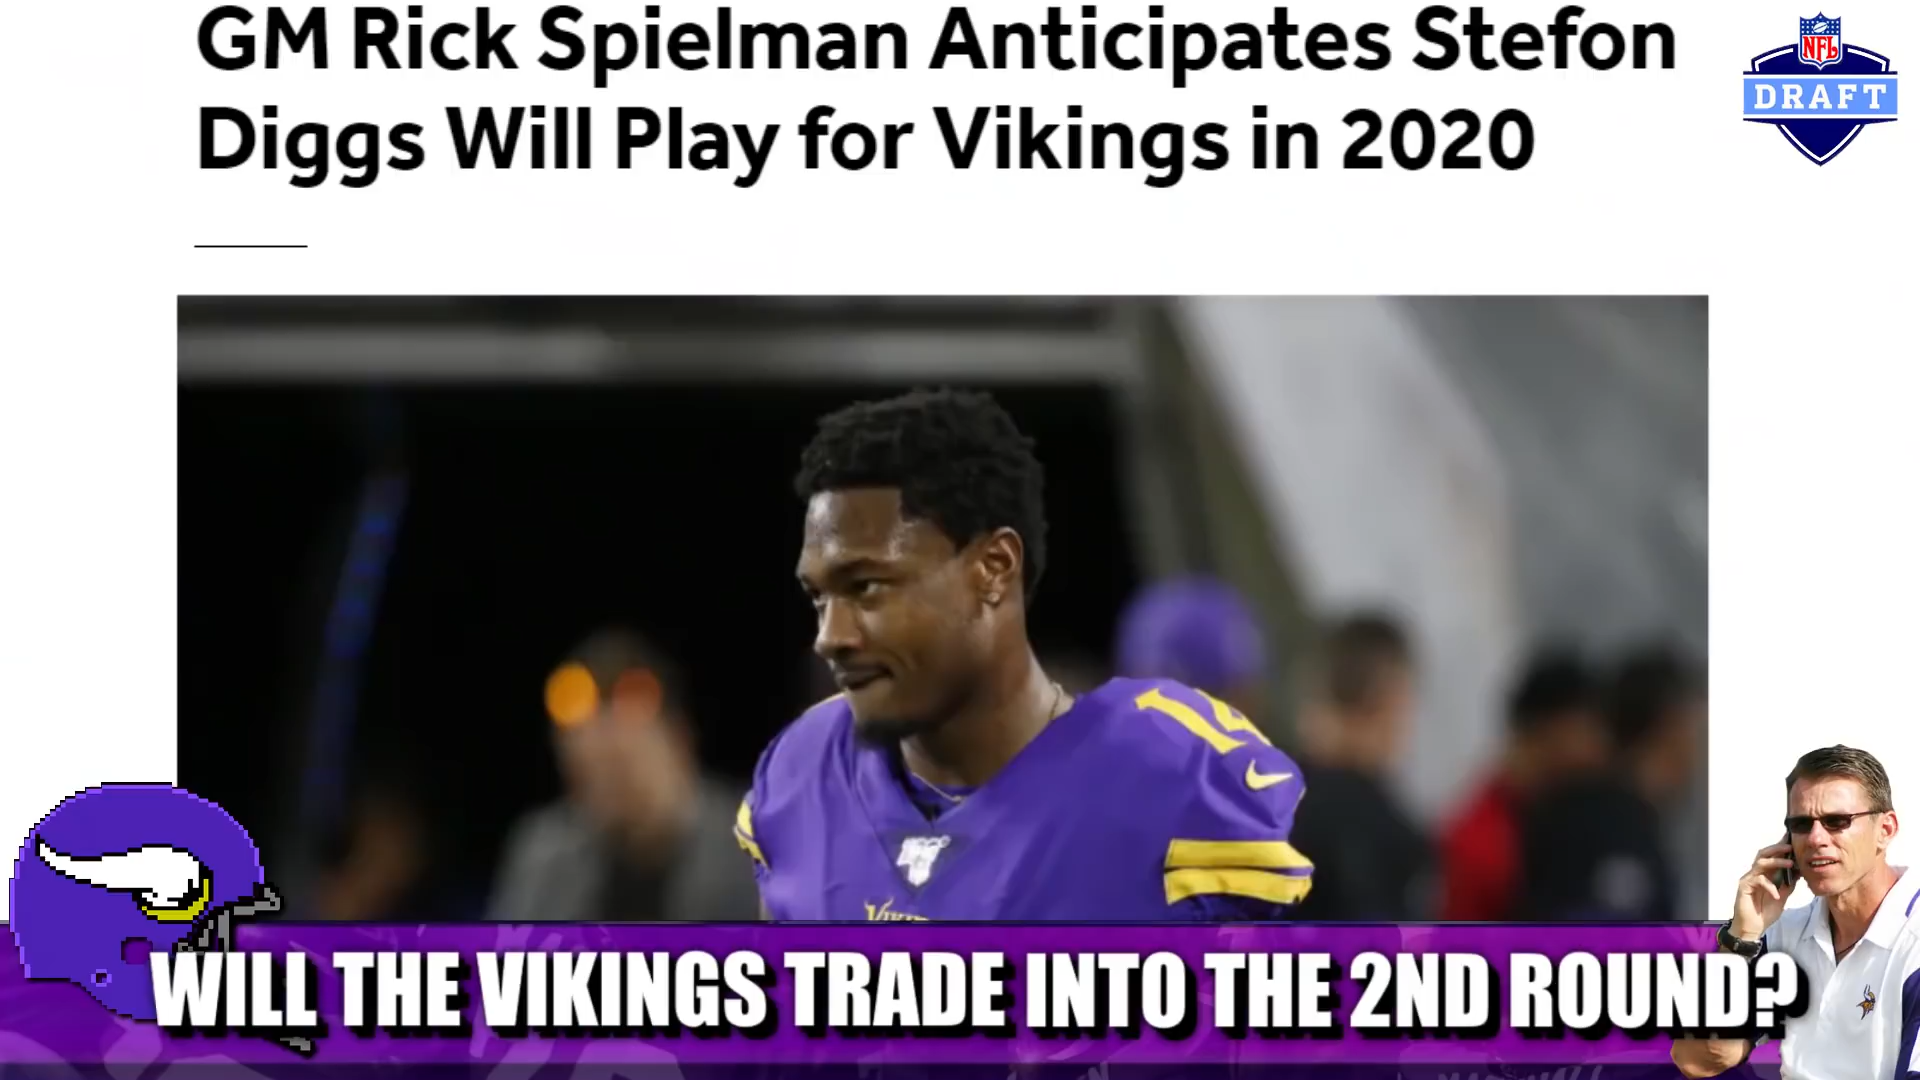 GM Rick Spielman Anticipates Stefon
Diggs Will Play for Vikings in 2020
NFL
DRAFT
14
WILL THE VIKINGS TRADE INTO THE 2ND ROUND?